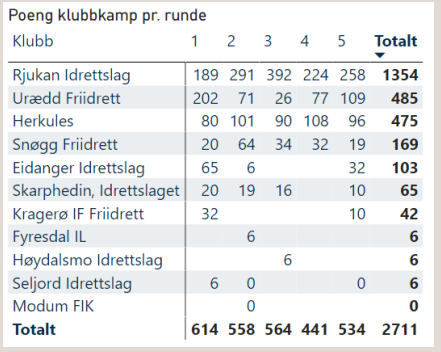 Poeng klubbkamp pr. runde
Klubb 1 2 3 4 5 Totalt
Rjukan Idrettslag 189 291 392 224 258 1354
Urædd Friidrett 202 71 26 77 109 485
Herkules 80 101 90 108 96 475
Snøgg Friidrett 20 64 34 32 19 169
Eidanger Idrettslag 65 6 32 103
Skarphedin, Idrettslaget 20 19 16 10 65
Kragerø IF Friidrett 32 10 42
Fyresdal IL 6 6
Høydalsmo Idrettslag 6 6
Seljord Idrettslag 6 0 0 6
Modum FIK 0 0
Totalt 614 558 564 441 534 2711